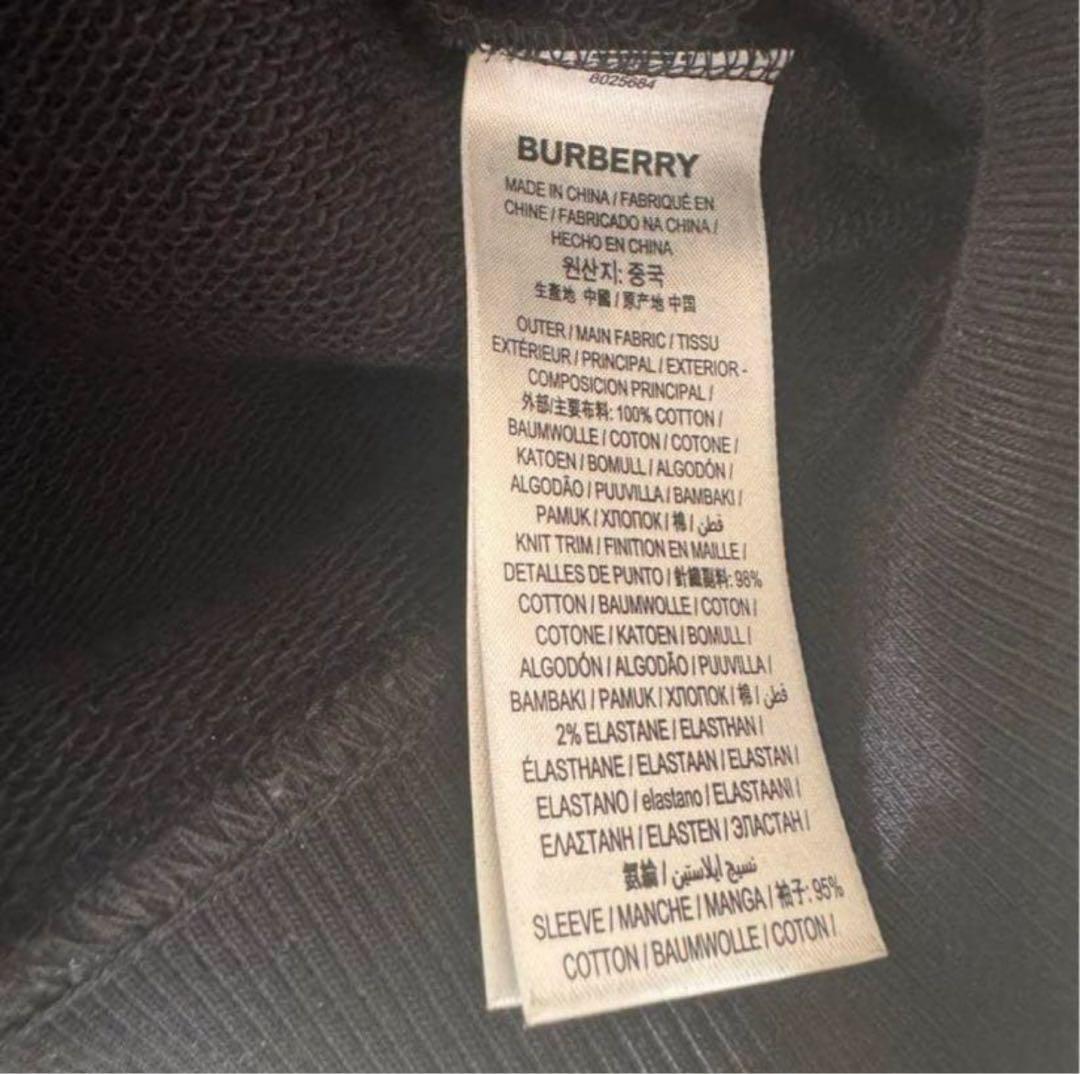 8025684
BURBERRY
MADE IN CHINA / FABRIQUÉ EN
CHINE / FABRICADO NA CHINA /
HECHO EN CHINA
원산지: 중국
生產地 中國 / 原产地 中国
OUTER / MAIN FABRIC / TISSU
EXTÉRIEUR / PRINCIPAL / EXTERIOR -
COMPOSICION PRINCIPAL /
外部/主要布料: 100% COTTON /
BAUMWOLLE / COTON / COTONE /
KATOEN / BOMULL / ALGODÓN /
ALGODÃO / PUUVILLA / BAMBAKI /
PAMUK / ХЛОПОК / 棉 / قطن
KNIT TRIM / FINITION EN MAILLE /
DETALLES DE PUNTO / 針織副料: 98%
COTTON / BAUMWOLLE / COTON /
COTONE / KATOEN / BOMULL /
ALGODÓN / ALGODÃO / PUUVILLA /
BAMBAKI / PAMUK / ХЛОПОК / 棉 / قطن
2% ELASTANE / ELASTHAN /
ÉLASTHANE / ELASTAAN / ELASTAN /
ELASTANO / elastano / ELASTAANI /
ΕΛΑΣΤΑΝΗ / ELASTEN / ЭЛАСТАН /
氨綸 / نسيج ايلاستين
SLEEVE / MANCHE / MANGA / 袖子: 95%
COTTON / BAUMWOLLE / COTON /